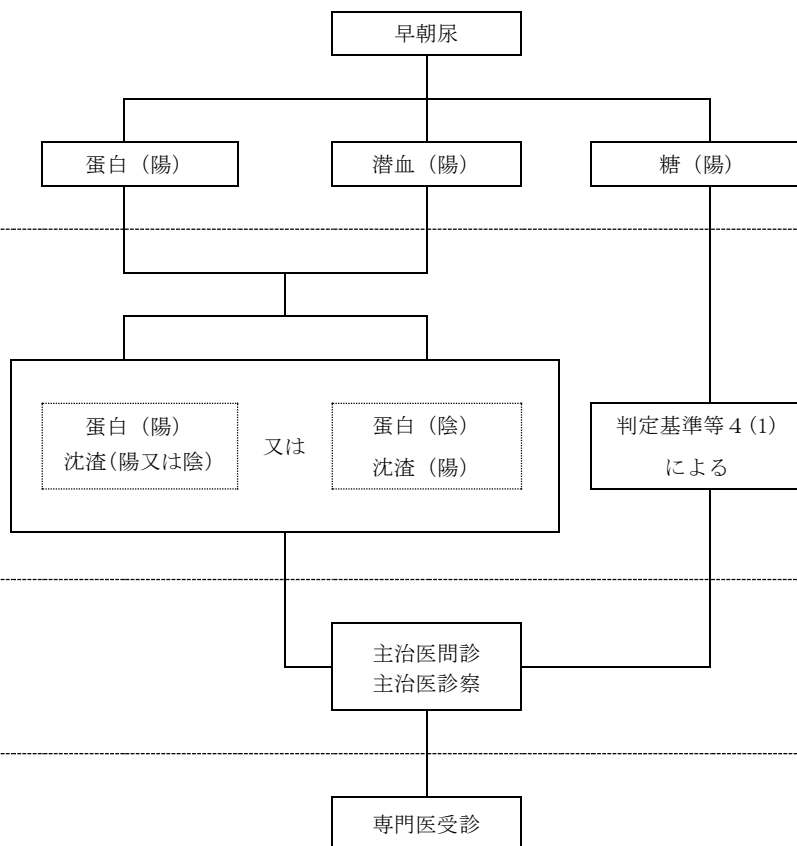 早朝尿
蛋白（陽）
潜血（陽）
糖（陽）
蛋白（陽）
沈渣（陽又は陰）
又は
蛋白（陰）
沈渣（陽）
判定基準等４(1)
による
主治医問診
主治医診察
専門医受診